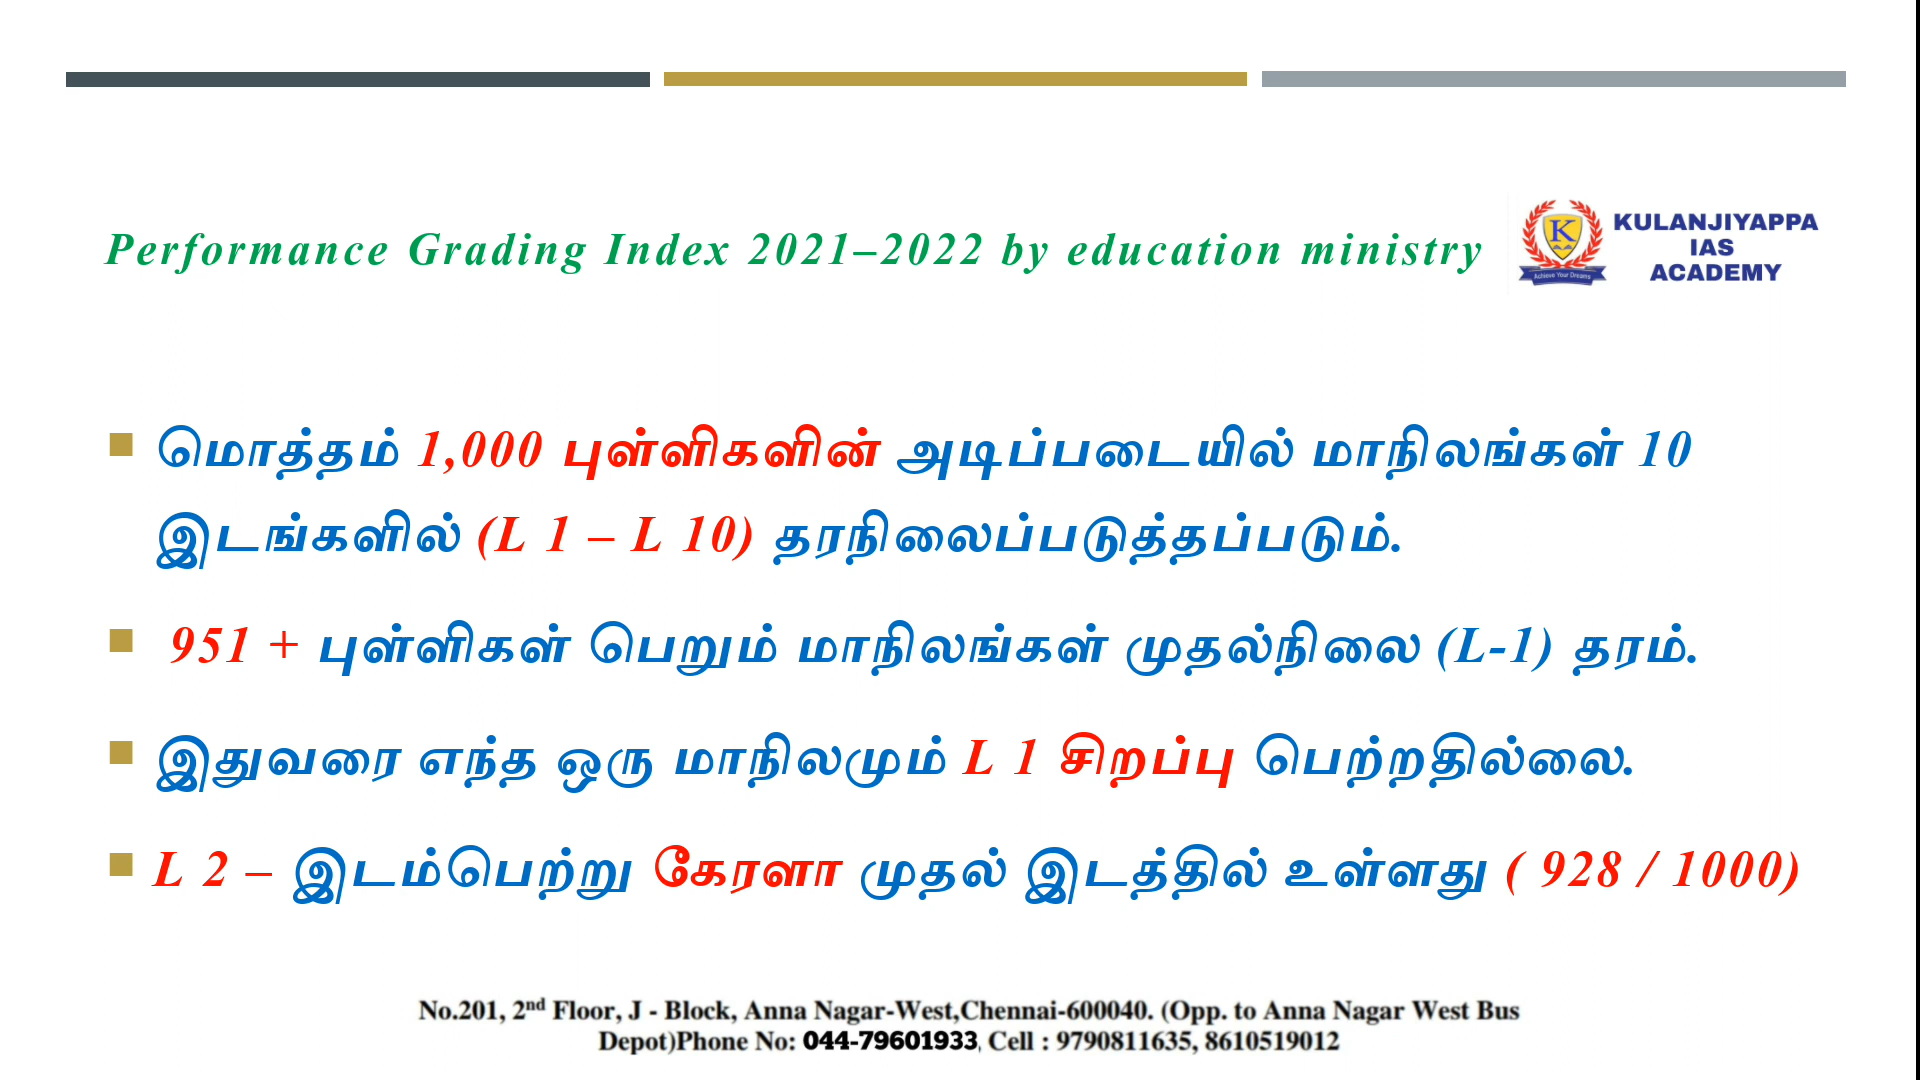 Performance Grading Index 2021–2022 by education ministry
KULANJIYAPPA
IAS
ACADEMY
K
Achieve Your Dreams
மொத்தம் 1,000 புள்ளிகளின் அடிப்படையில் மாநிலங்கள் 10
இடங்களில் (L 1 – L 10) தரநிலைப்படுத்தப்படும்.
951 + புள்ளிகள் பெறும் மாநிலங்கள் முதல்நிலை (L-1) தரம்.
இதுவரை எந்த ஒரு மாநிலமும் L 1 சிறப்பு பெற்றதில்லை.
L 2 – இடம்பெற்று கேரளா முதல் இடத்தில் உள்ளது ( 928 / 1000)
No.201, 2nd Floor, J - Block, Anna Nagar-West,Chennai-600040. (Opp. to Anna Nagar West Bus
Depot)Phone No: 044-79601933, Cell : 9790811635, 8610519012